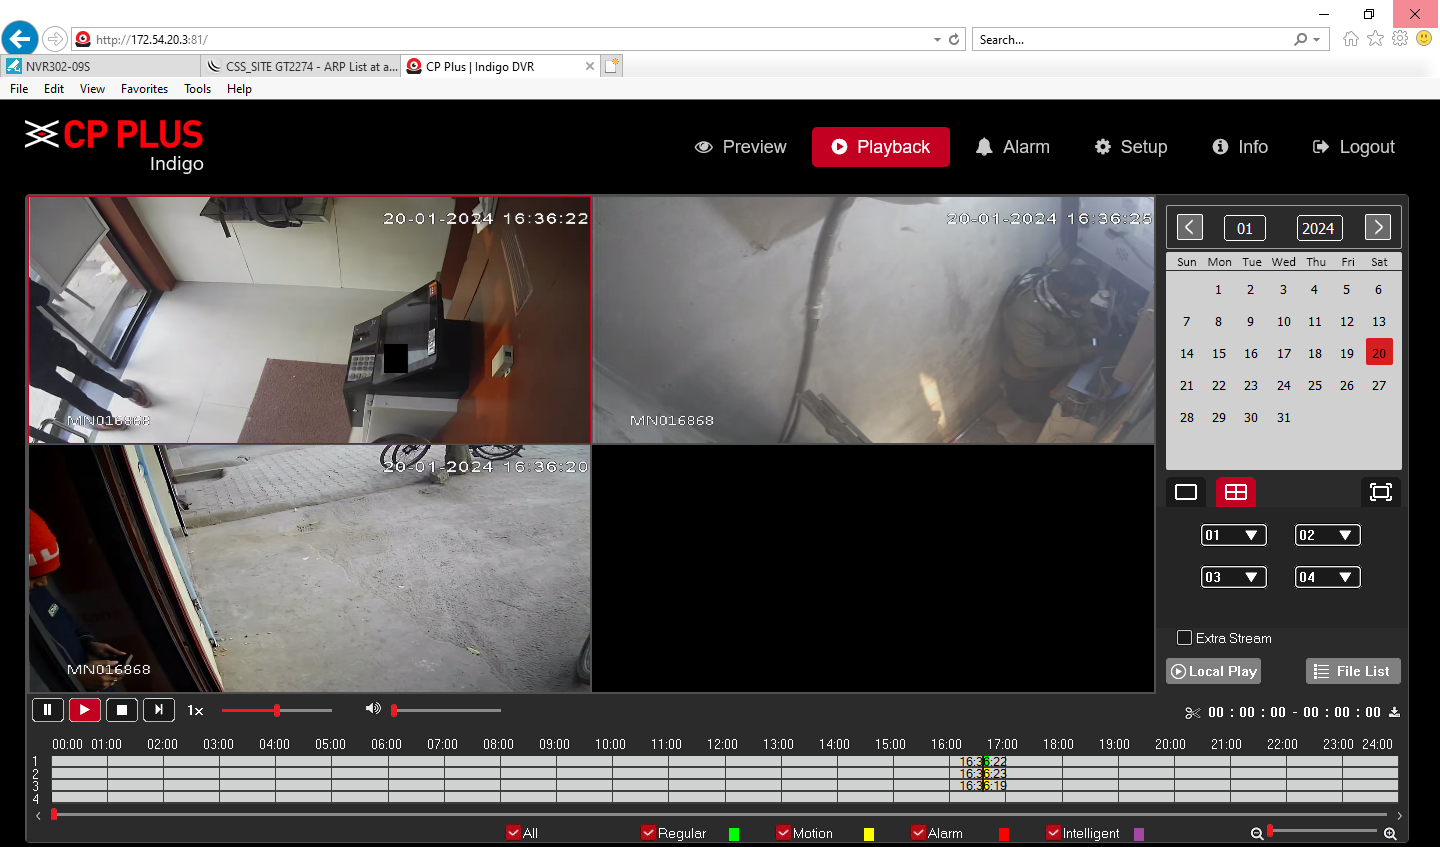 http://172.54.20.3:81/
Search...
NVR302-09S
CSS_SITE GT2274 - ARP List at a...
CP Plus | Indigo DVR
File Edit View Favorites Tools Help
CP PLUS
Indigo
Preview Playback Alarm Setup Info Logout
20-01-2024 16:36:22
MN016868
20-01-2024 16:36:25
MN016868
20-01-2024 16:36:20
MN016868
01 2024
Sun Mon Tue Wed Thu Fri Sat
1 2 3 4 5 6
7 8 9 10 11 12 13
14 15 16 17 18 19 20
21 22 23 24 25 26 27
28 29 30 31
01 02
03 04
Extra Stream
Local Play File List
1x
00 : 00 : 00 - 00 : 00 : 00
00:00 01:00 02:00 03:00 04:00 05:00 06:00 07:00 08:00 09:00 10:00 11:00 12:00 13:00 14:00 15:00 16:00 17:00 18:00 19:00 20:00 21:00 22:00 23:00 24:00
1 16:36:22
2 16:36:23
3 16:36:19
4
All Regular Motion Alarm Intelligent